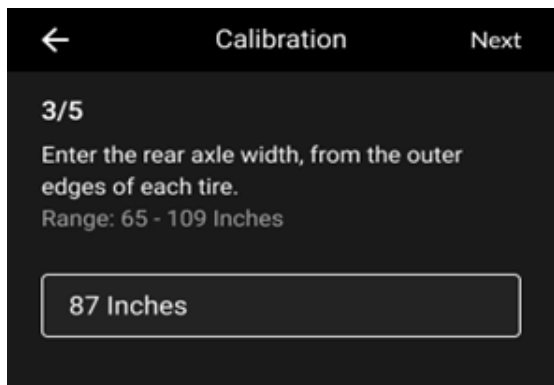 Calibration Next
3/5
Enter the rear axle width, from the outer
edges of each tire.
Range: 65 - 109 Inches
87 Inches